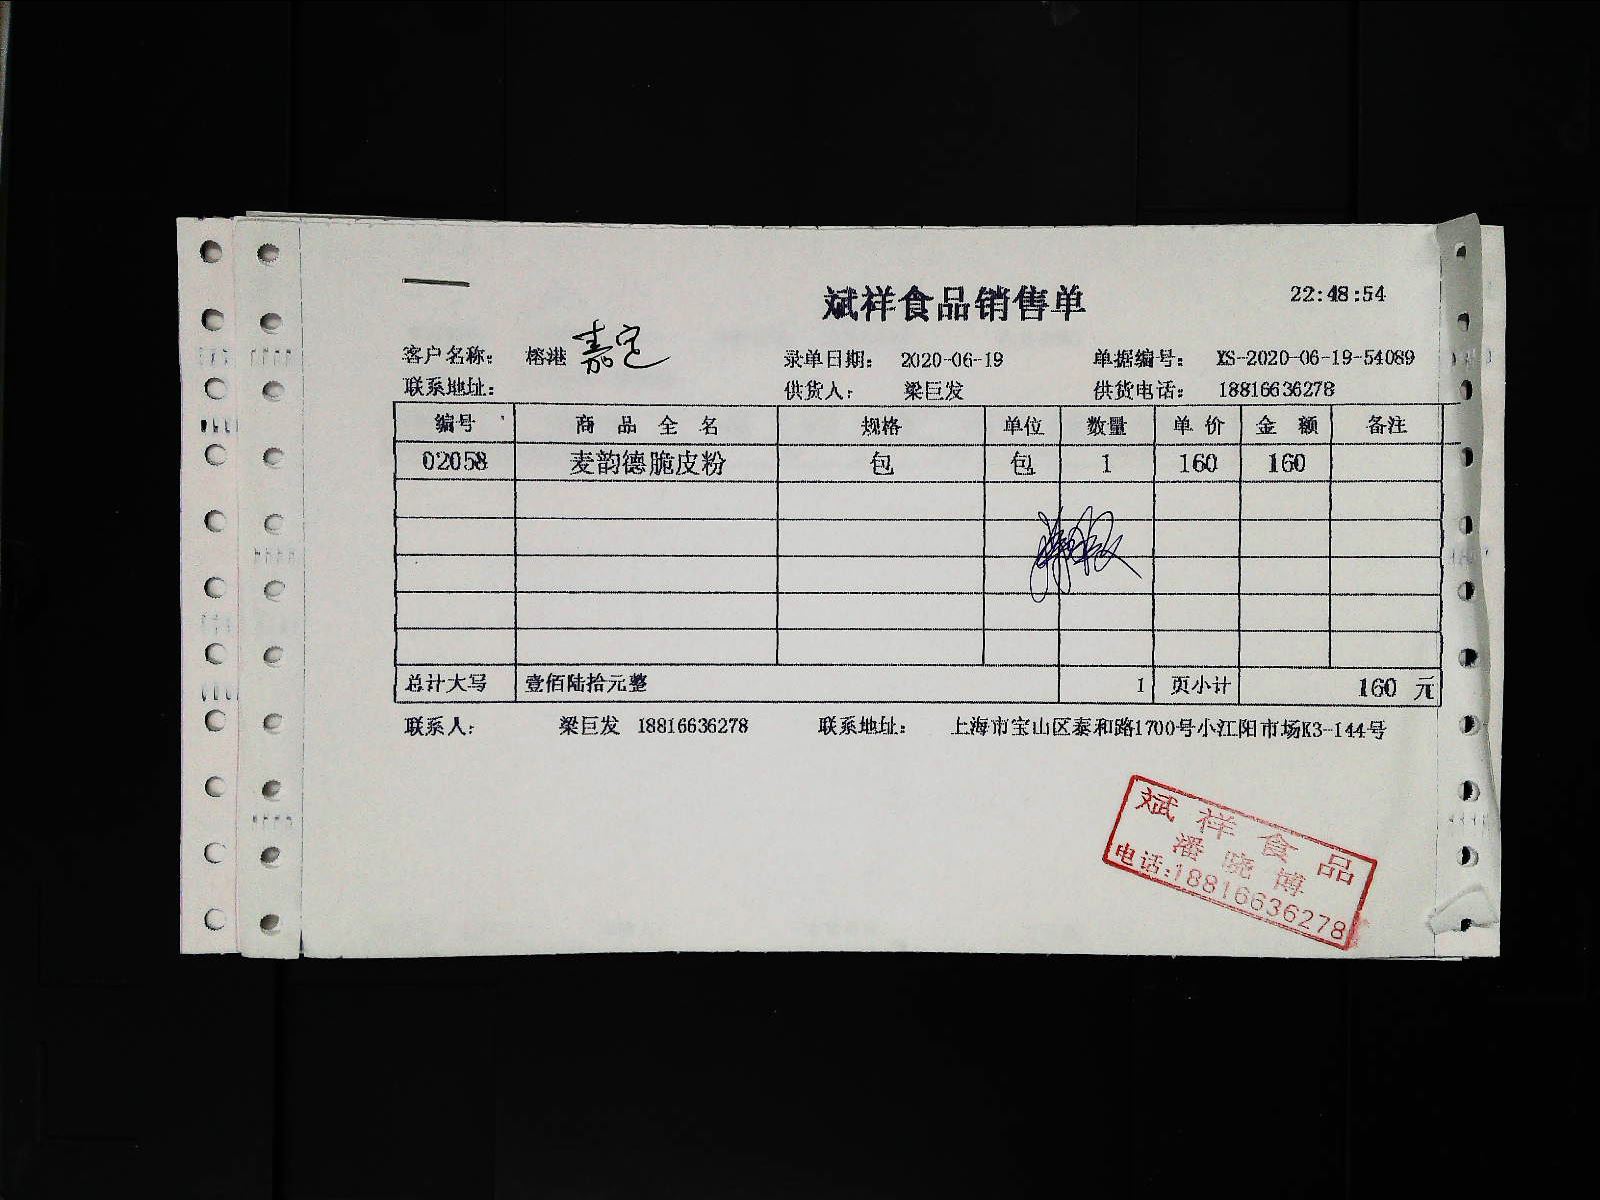 斌祥食品销售单 22:48:54
客户名称: 榕港 嘉定 录单日期: 2020-06-19 单据编号: XS-2020-06-19-54089
联系地址: 供货人: 梁巨发 供货电话: 18816636278
编号 商品全名 规格 单位 数量 单价 金额 备注
02058 麦韵德脆皮粉 包 包 1 160 160
总计大写 壹佰陆拾元整 1 页小计 160 元
联系人: 梁巨发 18816636278 联系地址: 上海市宝山区泰和路1700号小江阳市场K3-144号
斌祥食品
潘晓博
电话:18816636278